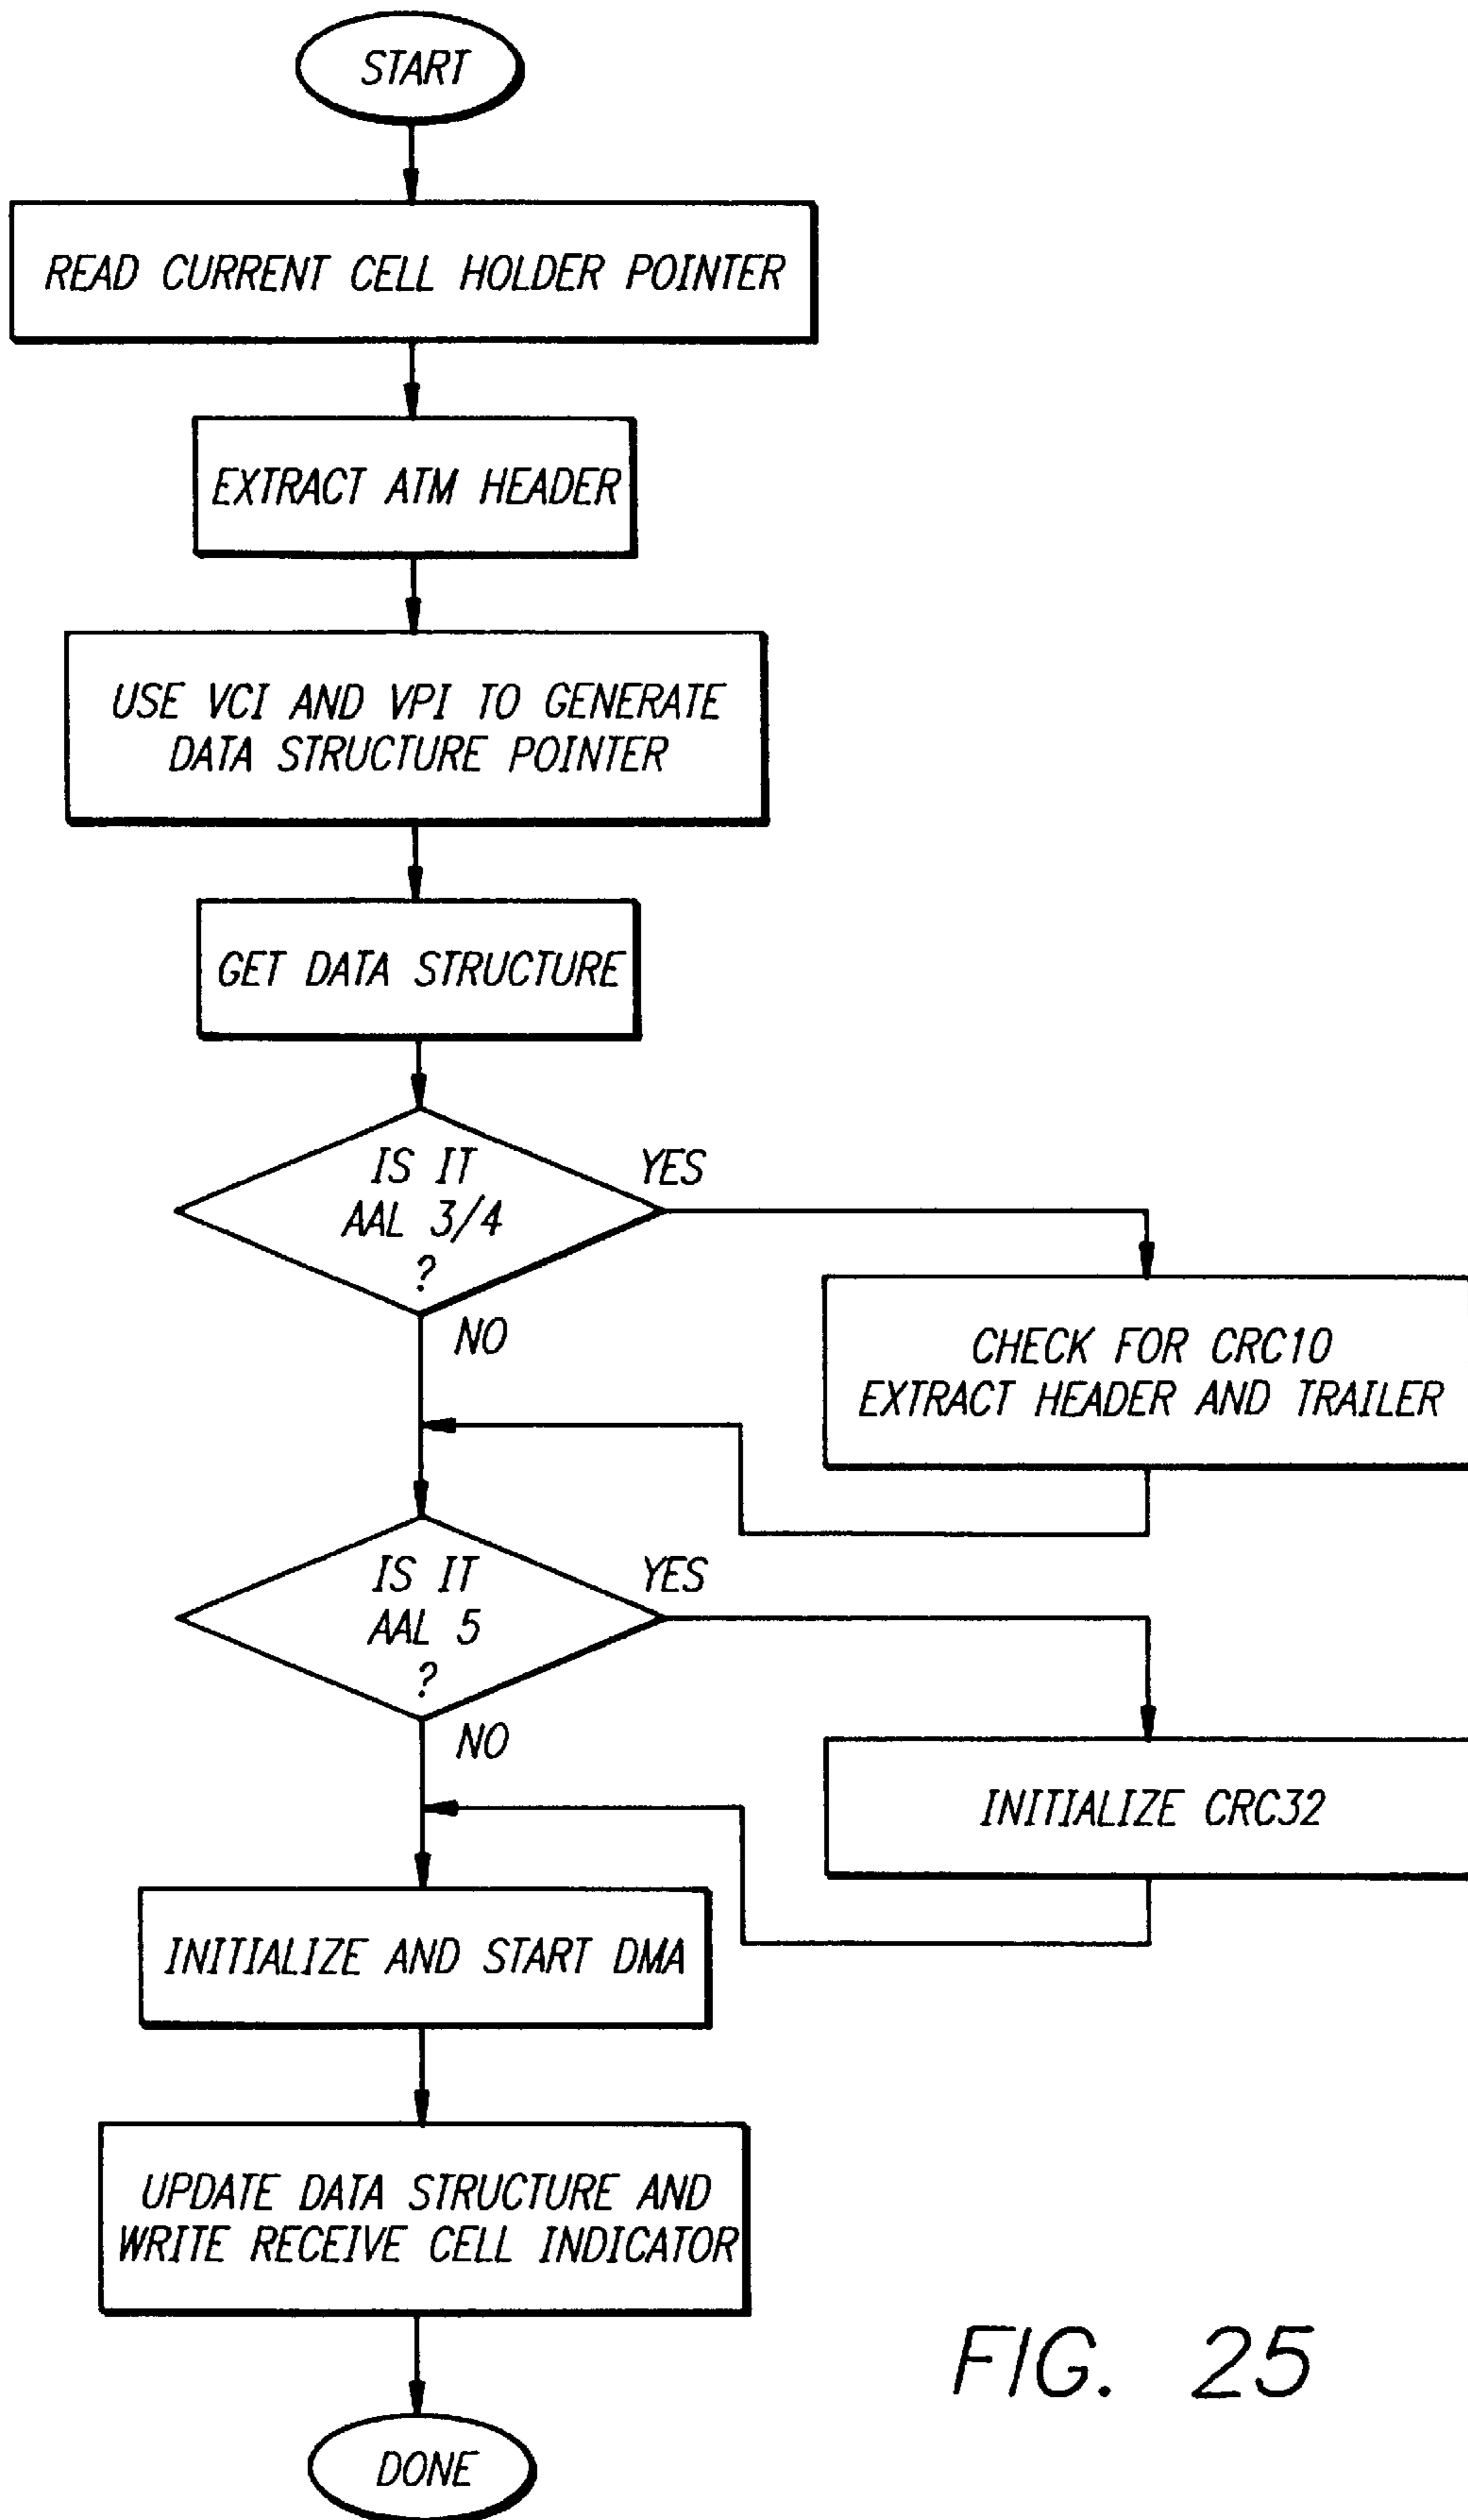 START
READ CURRENT CELL HOLDER POINTER
EXTRACT ATM HEADER
USE VCI AND VPI TO GENERATE
DATA STRUCTURE POINTER
GET DATA STRUCTURE
IS IT
AAL 3/4
?
YES
NO
CHECK FOR CRC10
EXTRACT HEADER AND TRAILER
IS IT
AAL 5
?
YES
NO
INITIALIZE CRC32
INITIALIZE AND START DMA
UPDATE DATA STRUCTURE AND
WRITE RECEIVE CELL INDICATOR
DONE
FIG. 25